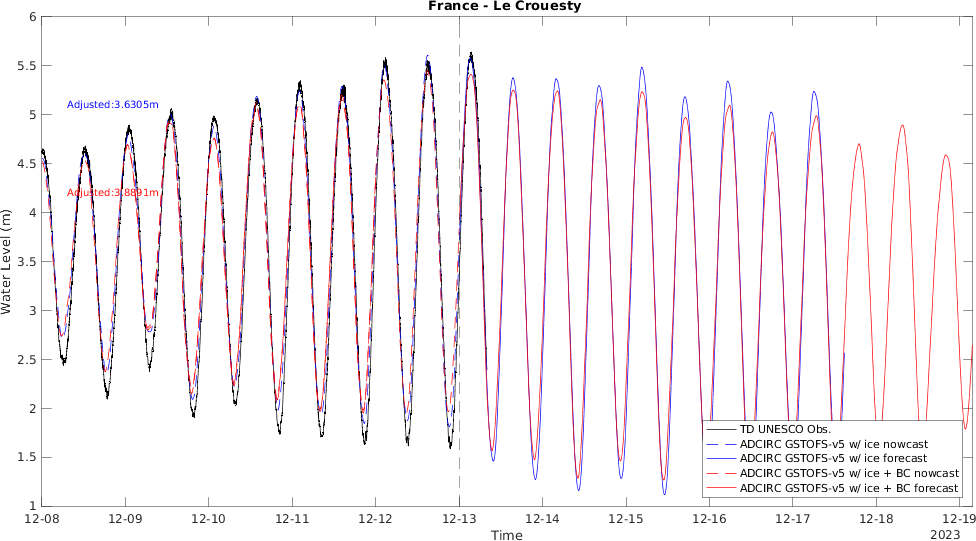 France - Le Crouesty
6
5.5
5
4.5
4
3.5
3
2.5
2
1.5
1
Water Level (m)
Adjusted:3.6305m
Adjusted:3.8891m
TD UNESCO Obs.
ADCIRC GSTOFS-v5 w/ ice nowcast
ADCIRC GSTOFS-v5 w/ ice forecast
ADCIRC GSTOFS-v5 w/ ice + BC nowcast
ADCIRC GSTOFS-v5 w/ ice + BC forecast
12-08 12-09 12-10 12-11 12-12 12-13 12-14 12-15 12-16 12-17 12-18 12-19
Time
2023